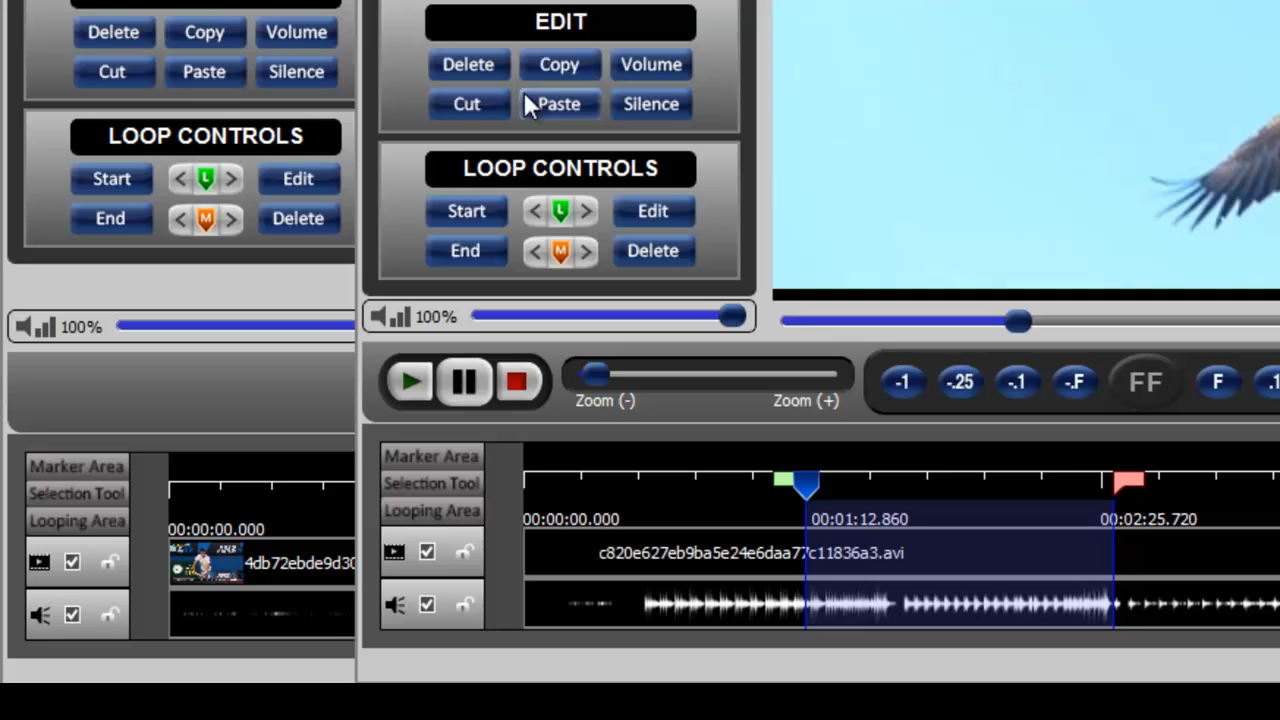 Delete Copy Volume
Cut Paste Silence
LOOP CONTROLS
Start < L > Edit
End < M > Delete
100%
Marker Area
Selection Tool
Looping Area
00:00:00.000
4db72ebde9d30
EDIT
Delete Copy Volume
Cut Paste Silence
LOOP CONTROLS
Start < L > Edit
End < M > Delete
100%
Zoom (-) Zoom (+)
-1 -.25 -.1 -.F FF F .1
Marker Area
Selection Tool
Looping Area
00:00:00.000 00:01:12.860 00:02:25.720
c820e627eb9ba5e24e6daa77c11836a3.avi